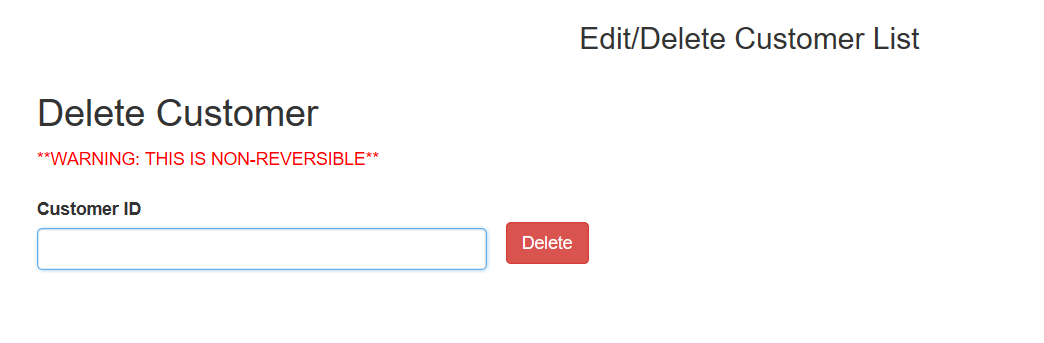 Edit/Delete Customer List
Delete Customer
**WARNING: THIS IS NON-REVERSIBLE**
Customer ID
Delete